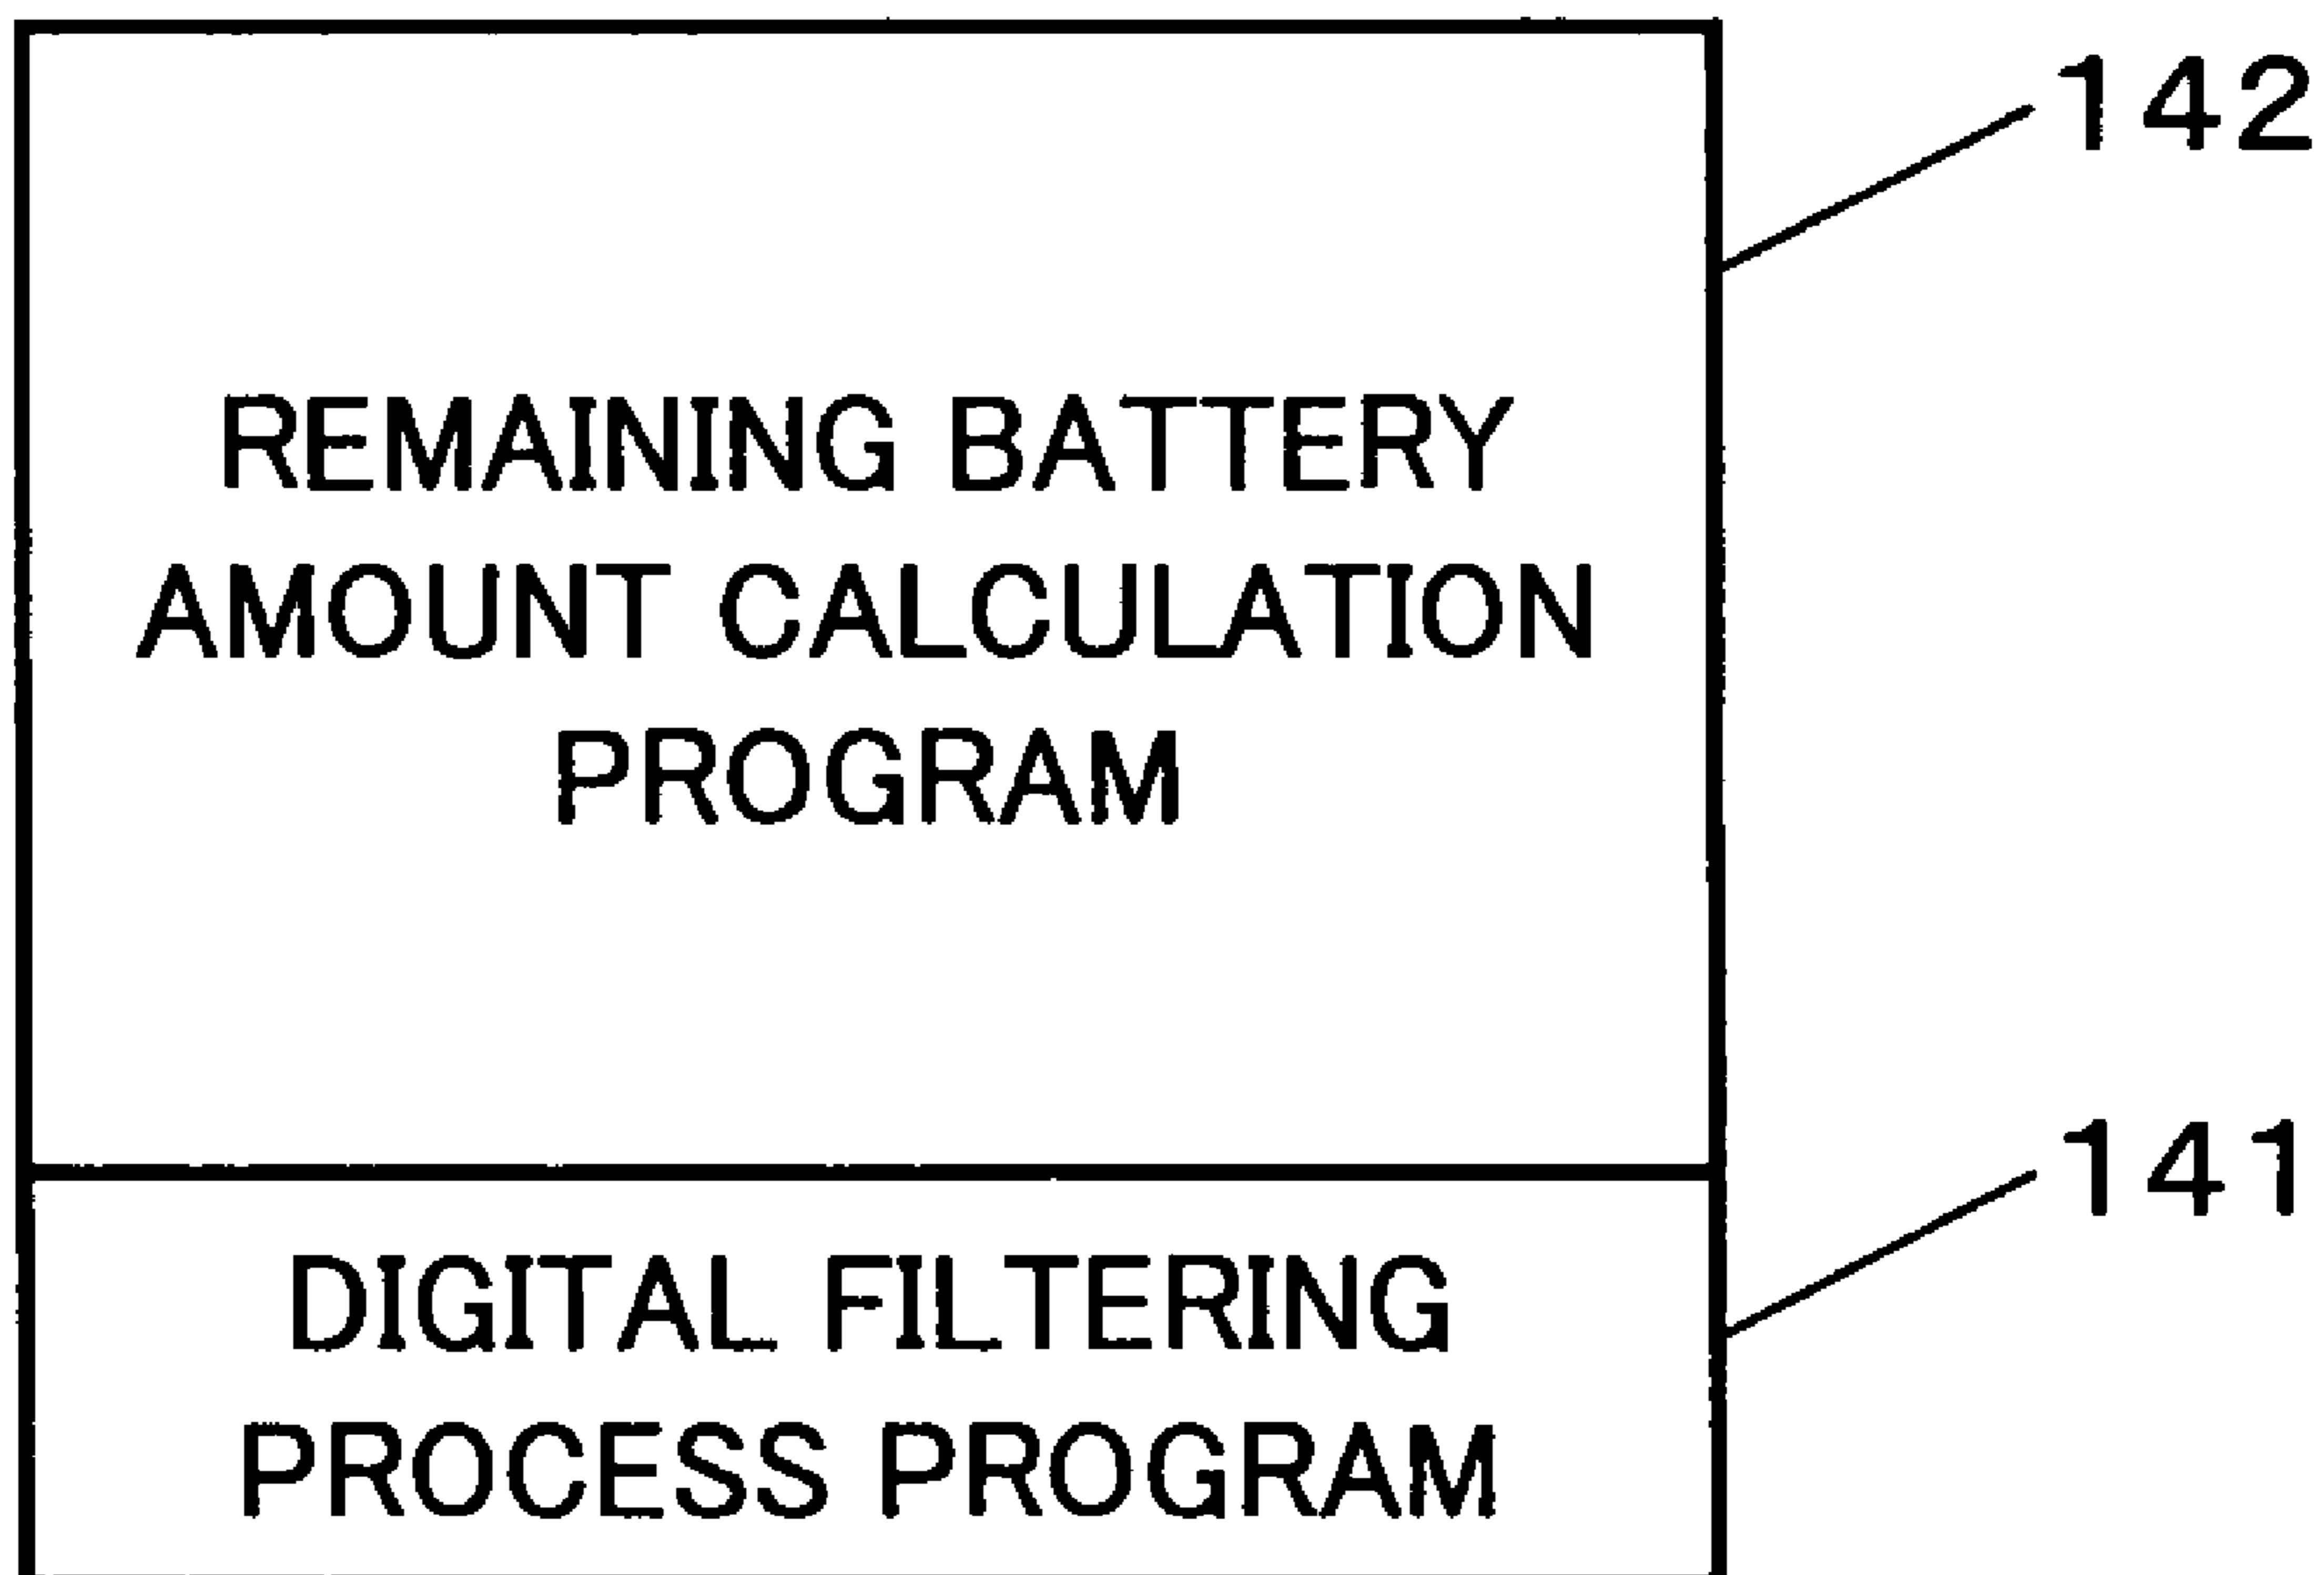 142
REMAINING BATTERY
AMOUNT CALCULATION
PROGRAM
141
DIGITAL FILTERING
PROCESS PROGRAM